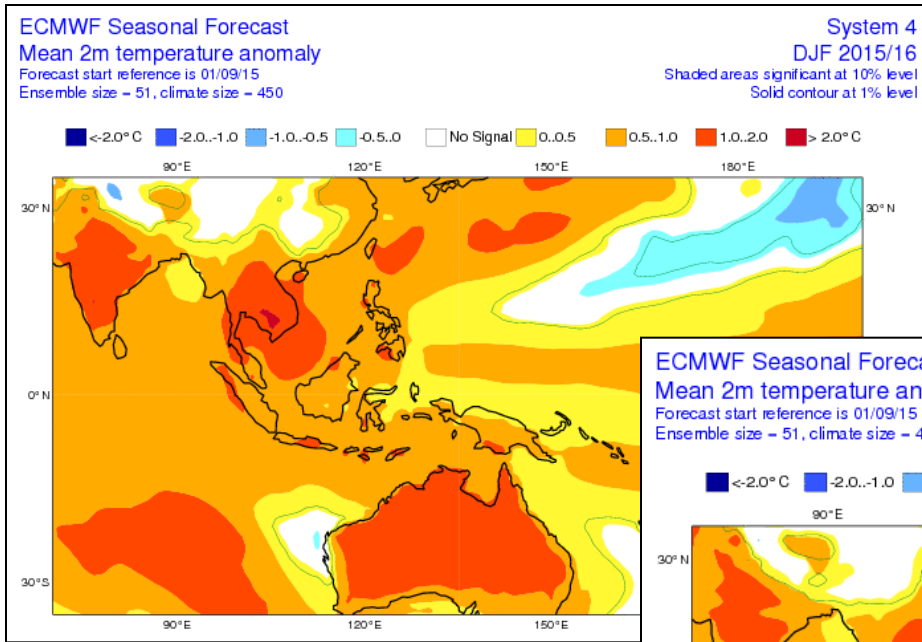 ECMWF Seasonal Forecast
System 4
Mean 2m temperature anomaly
DJF 2015/16
Forecast start reference is 01/09/15
Shaded areas significant at 10% level
Ensemble size = 51, climate size = 450
Solid contour at 1% level
<-2.0° C -2.0..-1.0 -1.0..-0.5 -0.5..0 No Signal 0..0.5 0.5..1.0 1.0..2.0 > 2.0° C
90°E 120°E 150°E 180°E
30° N 30° N
0° N
30°S
90°E 120°E 150°E
ECMWF Seasonal Foreca
Mean 2m temperature an
Forecast start reference is 01/09/15
Ensemble size = 51, climate size = 4
<-2.0° C -2.0..-1.0
90°E
30° N